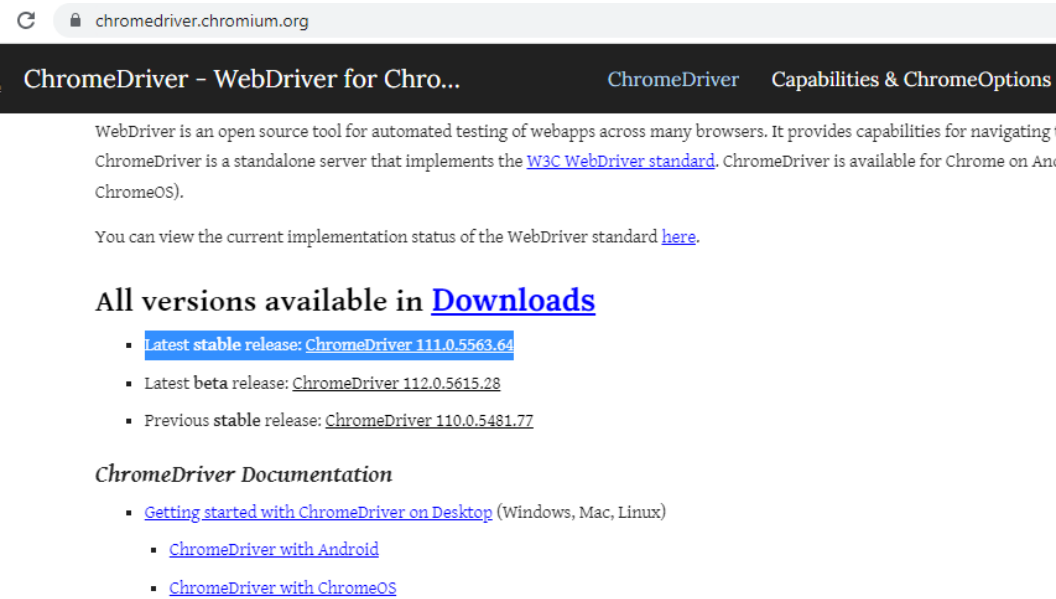 chromedriver.chromium.org
ChromeDriver - WebDriver for Chro... ChromeDriver Capabilities & ChromeOptions
WebDriver is an open source tool for automated testing of webapps across many browsers. It provides capabilities for navigating
ChromeDriver is a standalone server that implements the W3C WebDriver standard. ChromeDriver is available for Chrome on
ChromeOS).
You can view the current implementation status of the WebDriver standard here.
All versions available in Downloads
Latest stable release: ChromeDriver 111.0.5563.64
Latest beta release: ChromeDriver 112.0.5615.28
Previous stable release: ChromeDriver 110.0.5481.77
ChromeDriver Documentation
Getting started with ChromeDriver on Desktop (Windows, Mac, Linux)
ChromeDriver with Android
ChromeDriver with ChromeOS